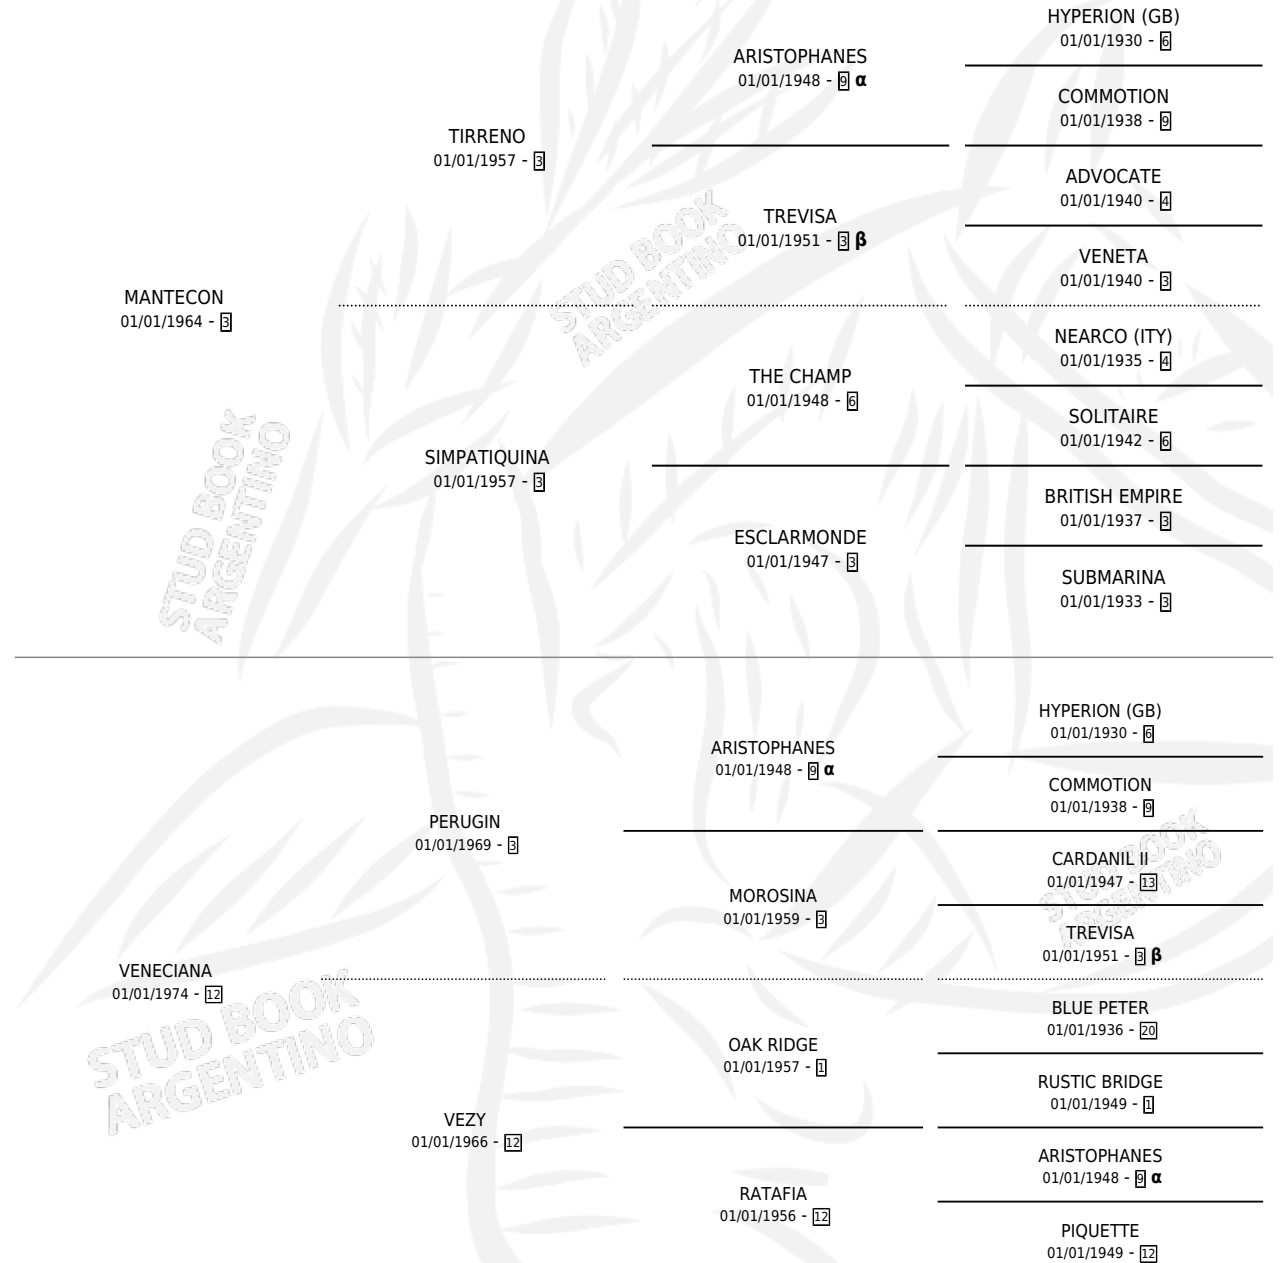 HYPERION (GB)
01/01/1930 - 6
ARISTOPHANES
01/01/1948 - 9 α
COMMOTION
01/01/1938 - 9
TIRRENO
01/01/1957 - 3
ADVOCATE
01/01/1940 - 4
TREVISA
01/01/1951 - 3 β
VENETA
01/01/1940 - 3
MANTECON
01/01/1964 - 3
NEARCO (ITY)
01/01/1935 - 4
THE CHAMP
01/01/1948 - 6
SOLITAIRE
01/01/1942 - 6
SIMPATIQUINA
01/01/1957 - 3
BRITISH EMPIRE
01/01/1937 - 3
ESCLARMONDE
01/01/1947 - 3
SUBMARINA
01/01/1933 - 3
HYPERION (GB)
01/01/1930 - 6
ARISTOPHANES
01/01/1948 - 9 α
COMMOTION
01/01/1938 - 9
PERUGIN
01/01/1969 - 3
CARDANIL II
01/01/1947 - 13
MOROSINA
01/01/1959 - 3
TREVISA
01/01/1951 - 3 β
VENECIANA
01/01/1974 - 12
BLUE PETER
01/01/1936 - 20
OAK RIDGE
01/01/1957 - 1
RUSTIC BRIDGE
01/01/1949 - 1
VEZY
01/01/1966 - 12
ARISTOPHANES
01/01/1948 - 9 α
RATAFIA
01/01/1956 - 12
PIQUETTE
01/01/1949 - 12
STUD BOOK
ARGENTINO
STUD BOOK
ARGENTINO
STUD BOOK
ARGENTINO
STUD BOOK
ARGENTINO